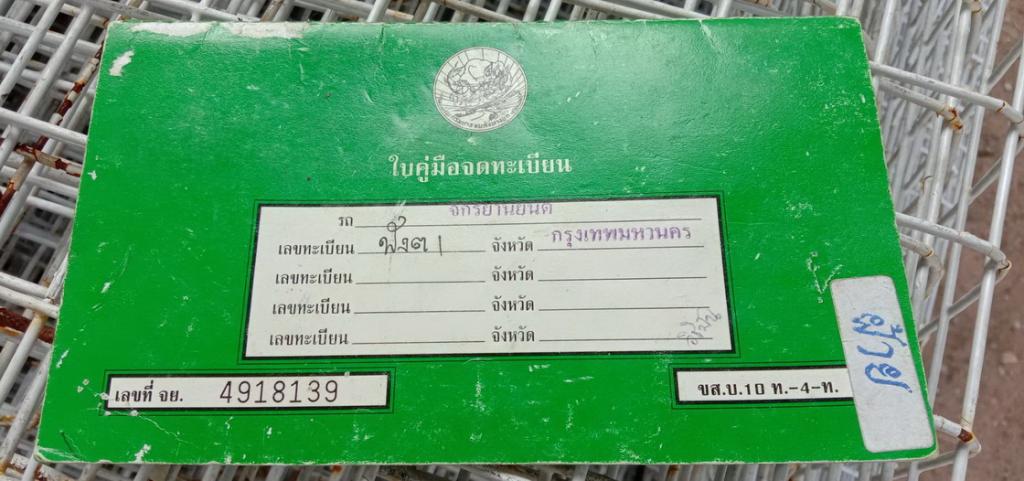 ใบคู่มือจดทะเบียน
รถ จักรยานยนต์
เลขทะเบียน จังหวัด กรุงเทพมหานคร
เลขทะเบียน จังหวัด
เลขทะเบียน จังหวัด
เลขทะเบียน จังหวัด
เลขที่ จย. 4918139
ขส.บ.10 ท.-4-ท.